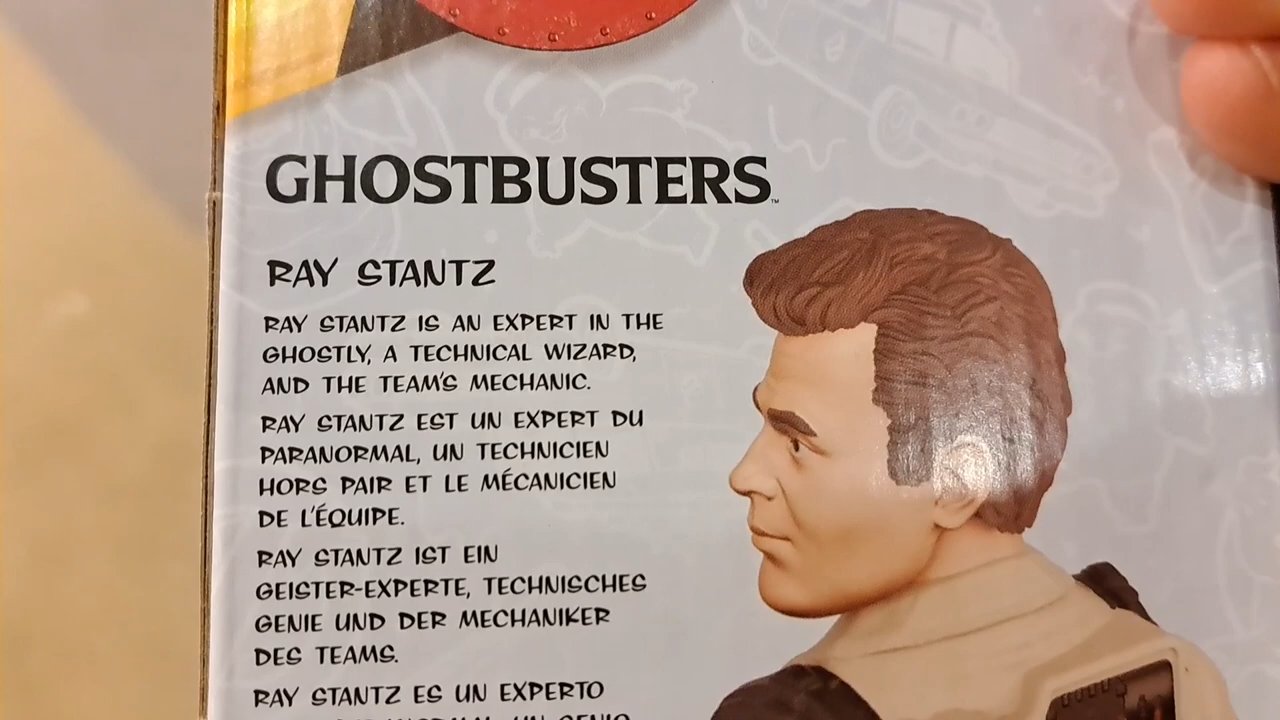 GHOSTBUSTERS™
RAY STANTZ
RAY STANTZ IS AN EXPERT IN THE
GHOSTLY, A TECHNICAL WIZARD,
AND THE TEAM'S MECHANIC.
RAY STANTZ EST UN EXPERT DU
PARANORMAL, UN TECHNICIEN
HORS PAIR ET LE MÉCANICIEN
DE L'ÉQUIPE.
RAY STANTZ IST EIN
GEISTER-EXPERTE, TECHNISCHES
GENIE UND DER MECHANIKER
DES TEAMS.
RAY STANTZ ES UN EXPERTO